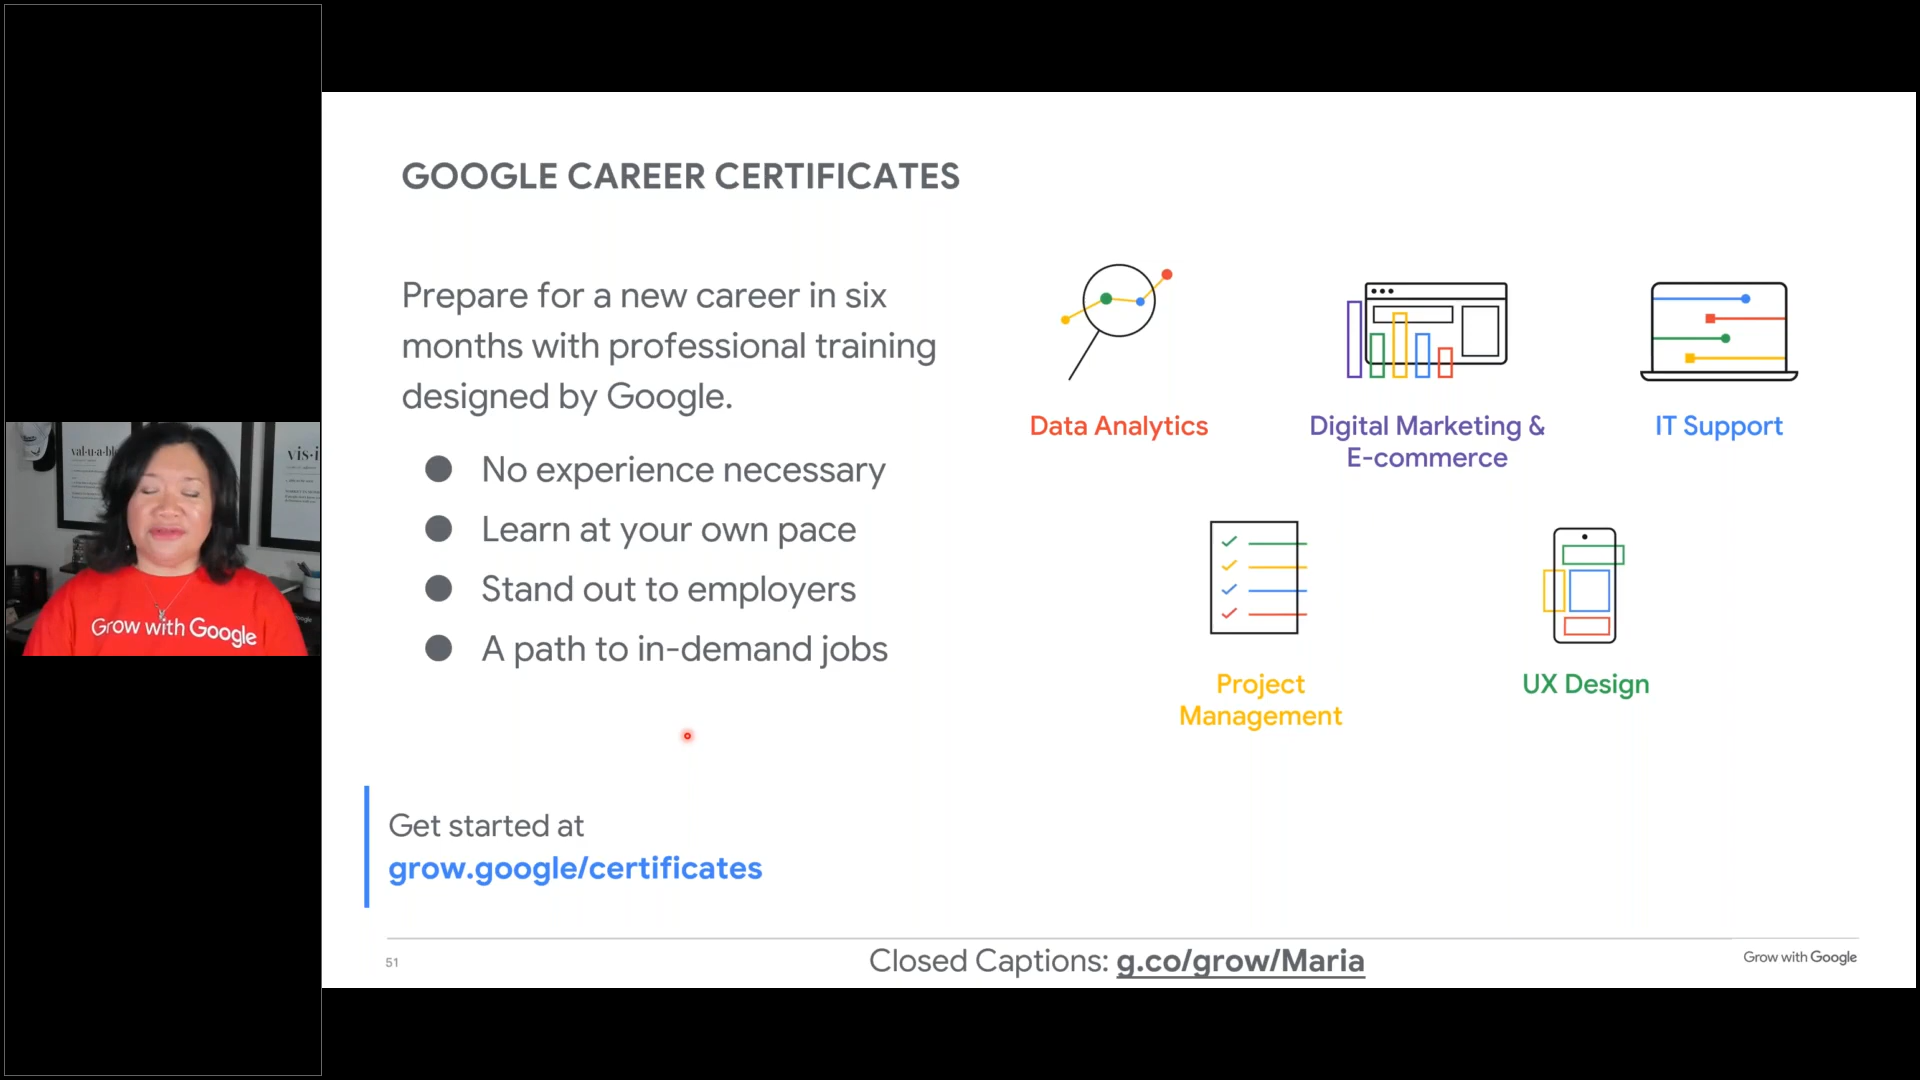 GOOGLE CAREER CERTIFICATES
Prepare for a new career in six
months with professional training
designed by Google.
● No experience necessary
● Learn at your own pace
● Stand out to employers
● A path to in-demand jobs
Data Analytics
Digital Marketing &
E-commerce
IT Support
Project
Management
UX Design
Get started at
grow.google/certificates
51
Closed Captions: g.co/grow/Maria
Grow with Google
val·u·a·bl
vis·i
Grow with Google